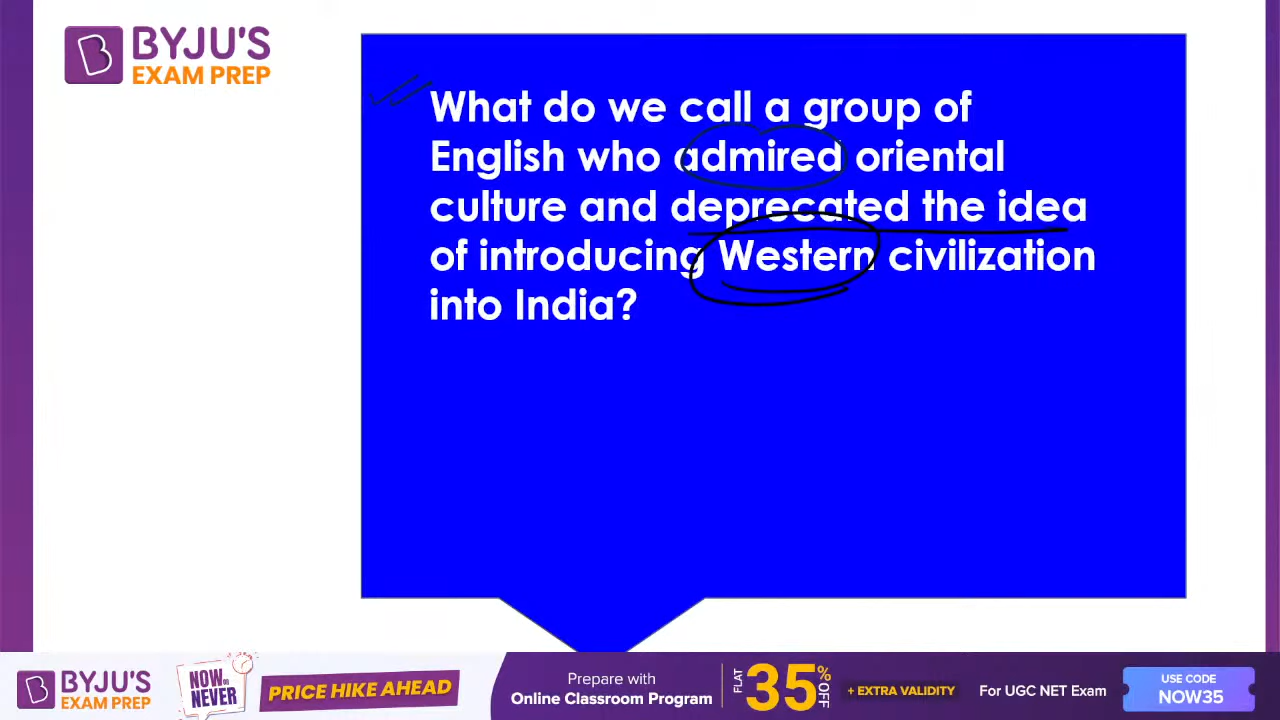 BYJU'S
EXAM PREP
What do we call a group of
English who admired oriental
culture and deprecated the idea
of introducing Western civilization
into India?
BYJU'S
EXAM PREP
NOW OR
NEVER
PRICE HIKE AHEAD
Prepare with
Online Classroom Program
FLAT
35% OFF
+ EXTRA VALIDITY
For UGC NET Exam
USE CODE
NOW35